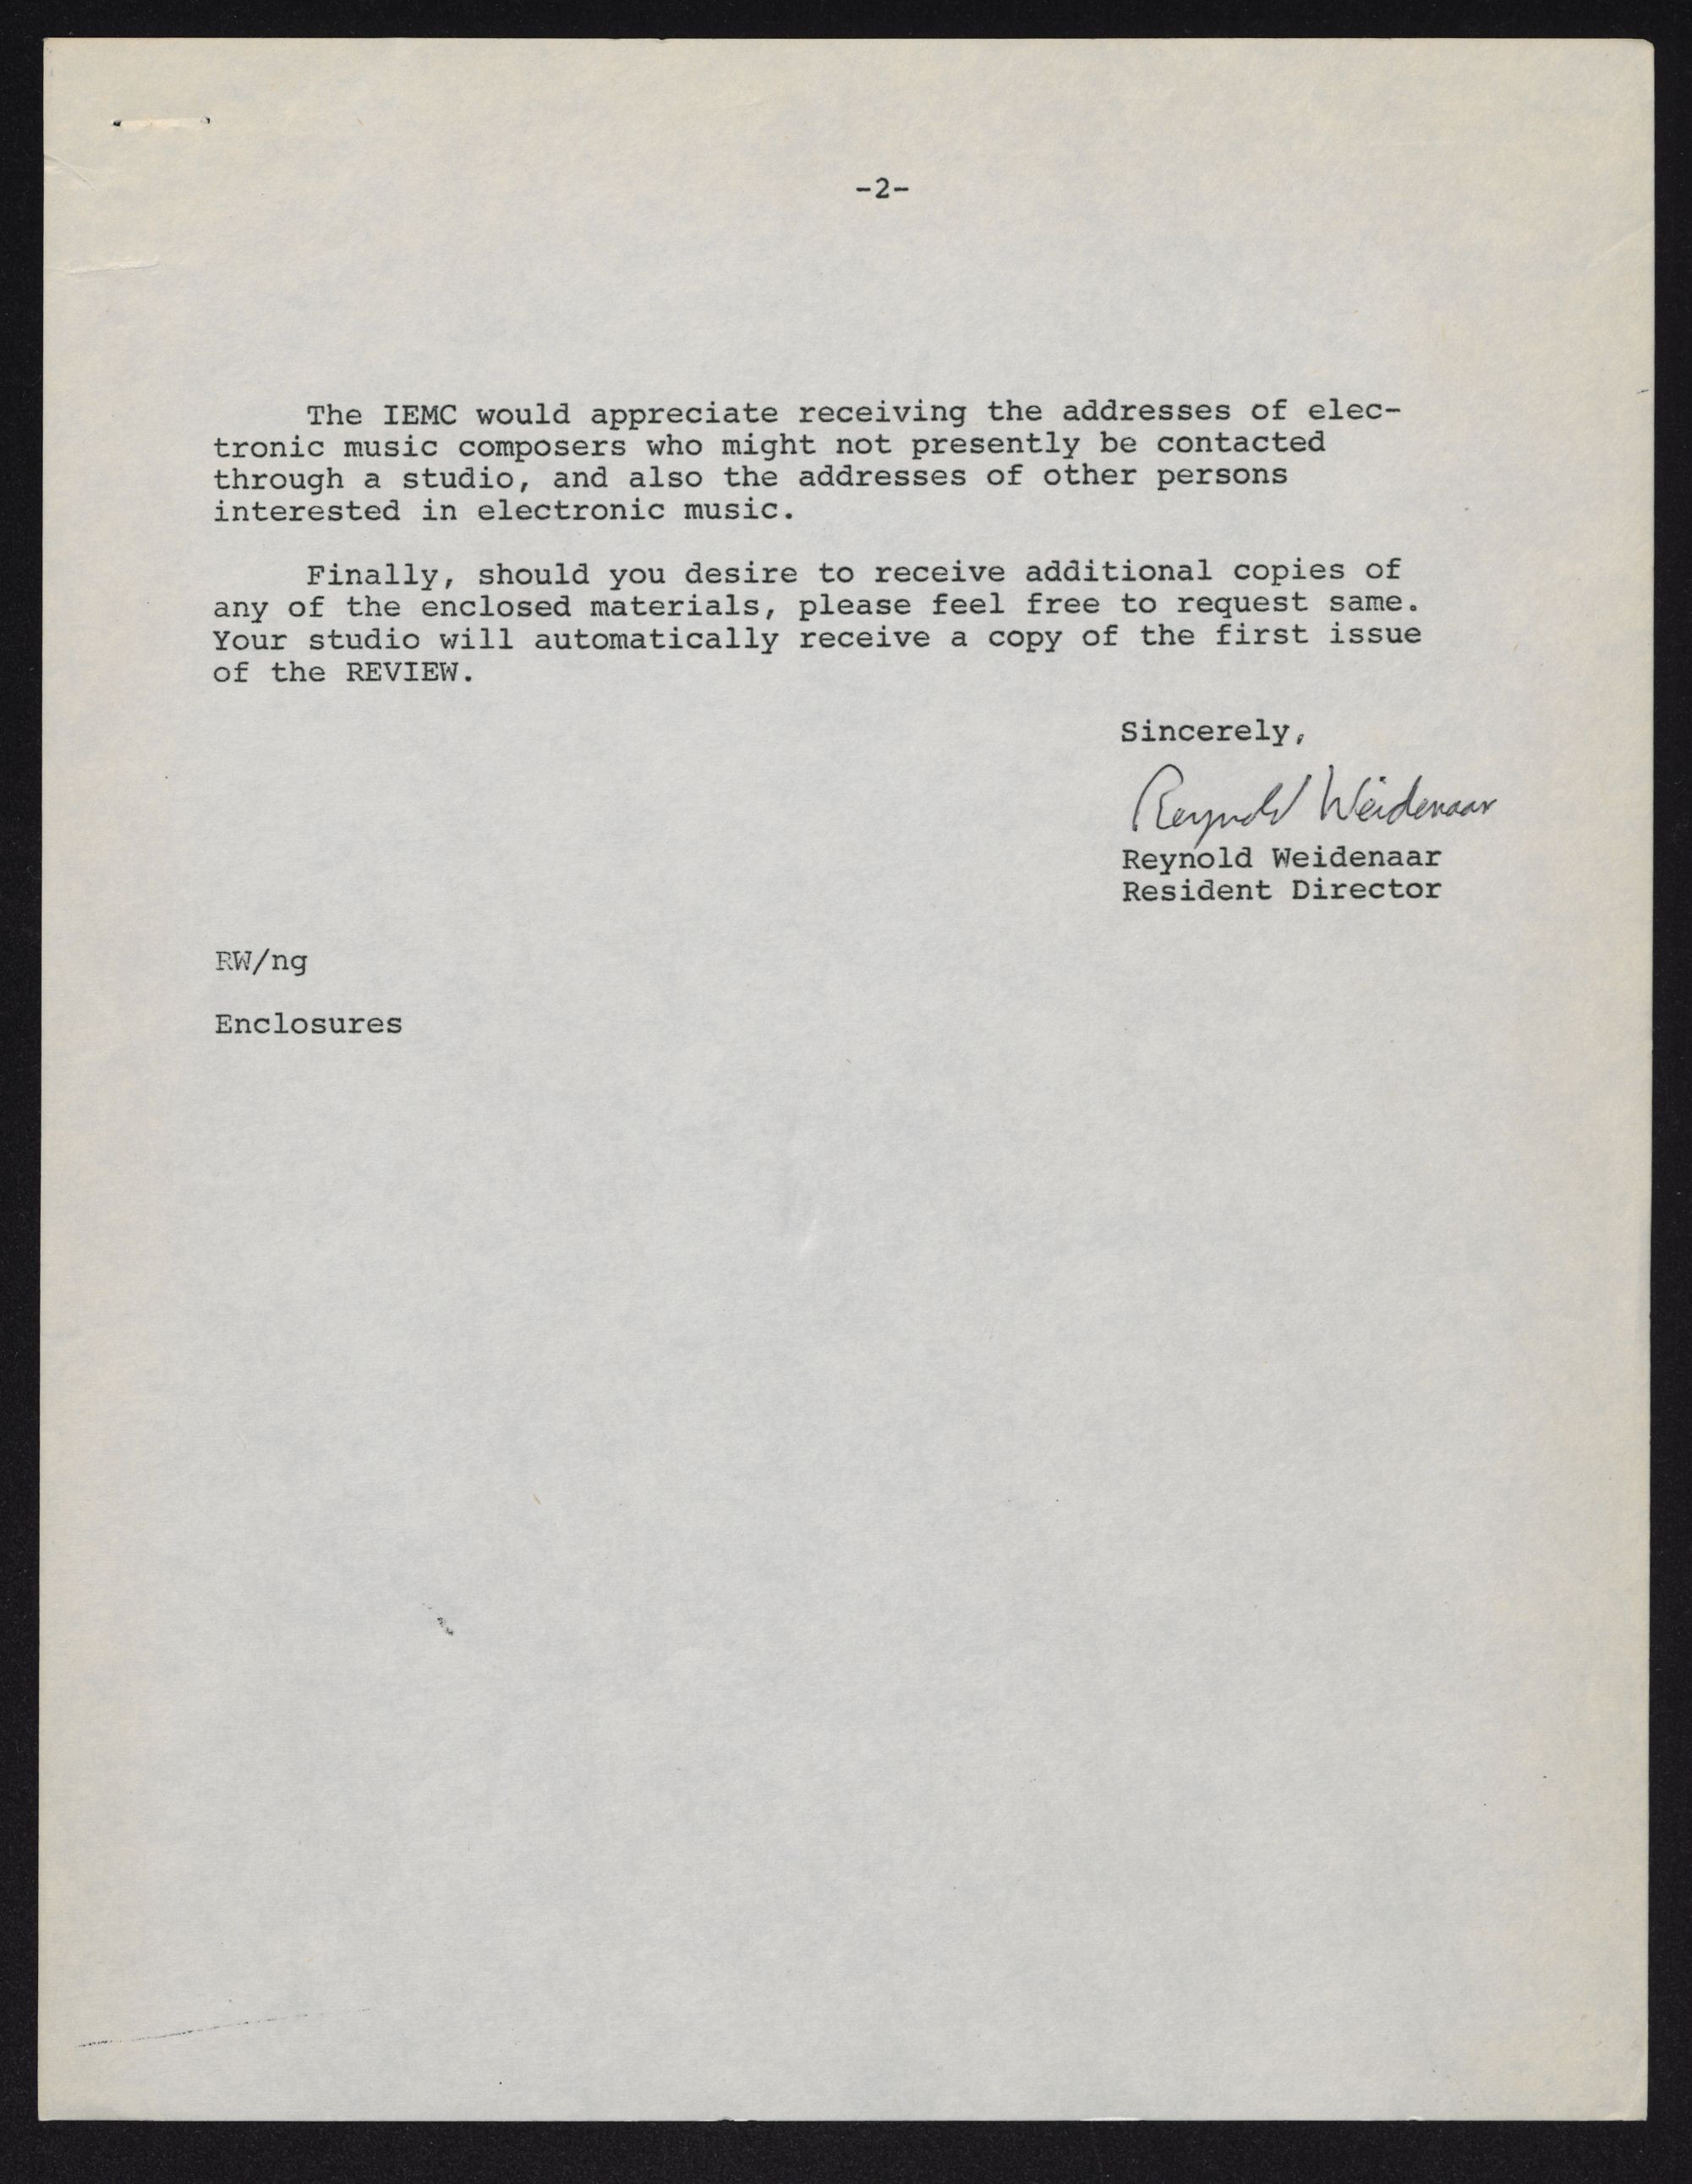 -2-
The IEMC would appreciate receiving the addresses of elec-
tronic music composers who might not presently be contacted
through a studio, and also the addresses of other persons
interested in electronic music.
Finally, should you desire to receive additional copies of
any of the enclosed materials, please feel free to request same.
Your studio will automatically receive a copy of the first issue
of the REVIEW.
Sincerely,
Reynold Weidenaar
Reynold Weidenaar
Resident Director
RW/ng
Enclosures